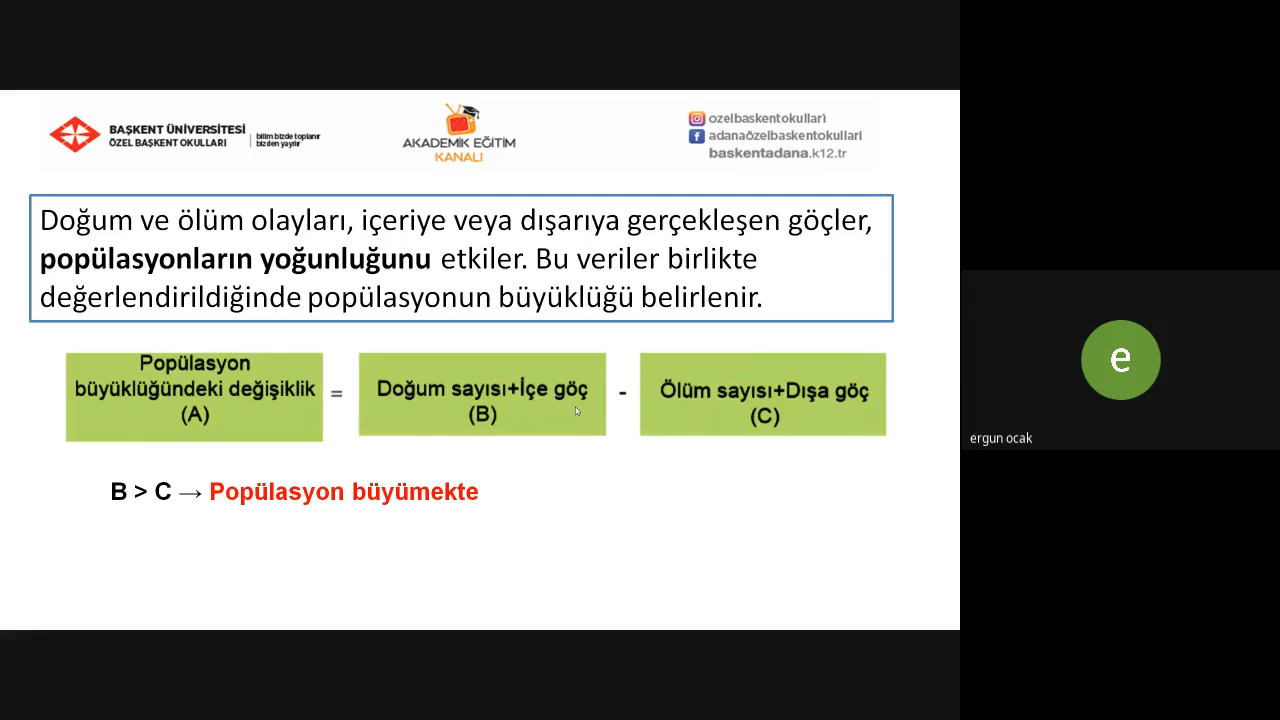 BAŞKENT ÜNİVERSİTESİ
ÖZEL BAŞKENT OKULLARI
bilim bizde toplanır
bizden yayılır
AKADEMİK EĞİTİM
KANALI
ozelbaskentokullari
adanaözelbaskentokullari
baskentadana.k12.tr
Doğum ve ölüm olayları, içeriye veya dışarıya gerçekleşen göçler,
popülasyonların yoğunluğunu etkiler. Bu veriler birlikte
değerlendirildiğinde popülasyonun büyüklüğü belirlenir.
Popülasyon
büyüklüğündeki değişiklik
(A)
=
Doğum sayısı+İçe göç
(B)
-
Ölüm sayısı+Dışa göç
(C)
B > C → Popülasyon büyümekte
e
ergun ocak